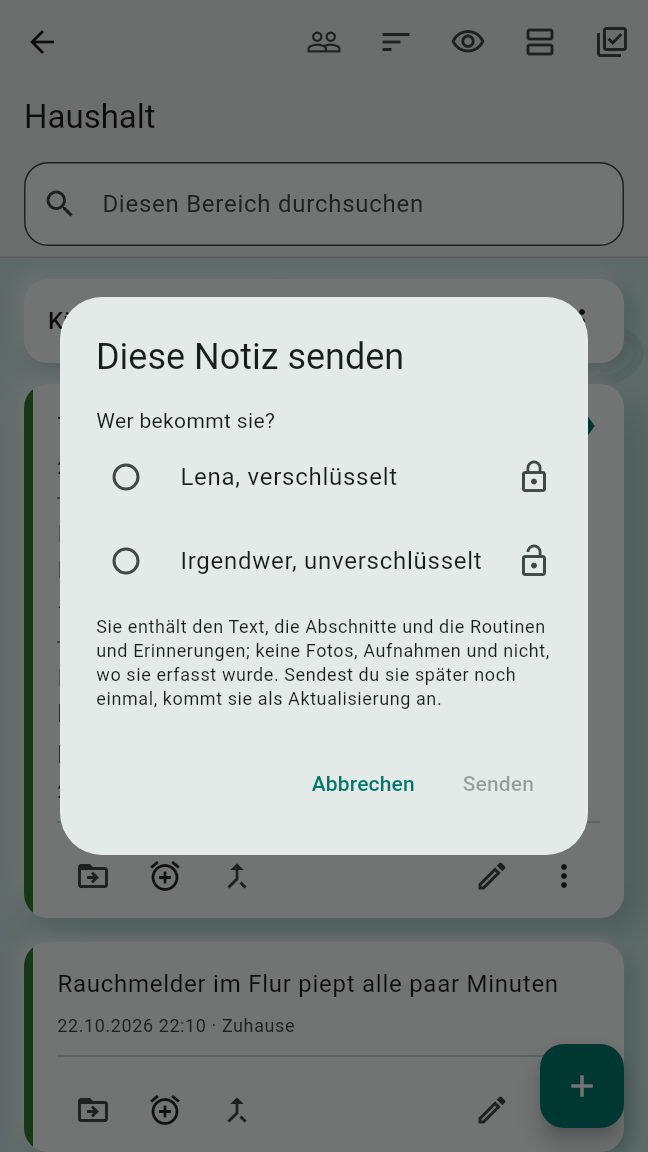 Haushalt
Diesen Bereich durchsuchen
Diese Notiz senden
Wer bekommt sie?
Lena, verschlüsselt
Irgendwer, unverschlüsselt
Sie enthält den Text, die Abschnitte und die Routinen
und Erinnerungen; keine Fotos, Aufnahmen und nicht,
wo sie erfasst wurde. Sendest du sie später noch
einmal, kommt sie als Aktualisierung an.
Abbrechen Senden
Rauchmelder im Flur piept alle paar Minuten
22.10.2026 22:10 · Zuhause